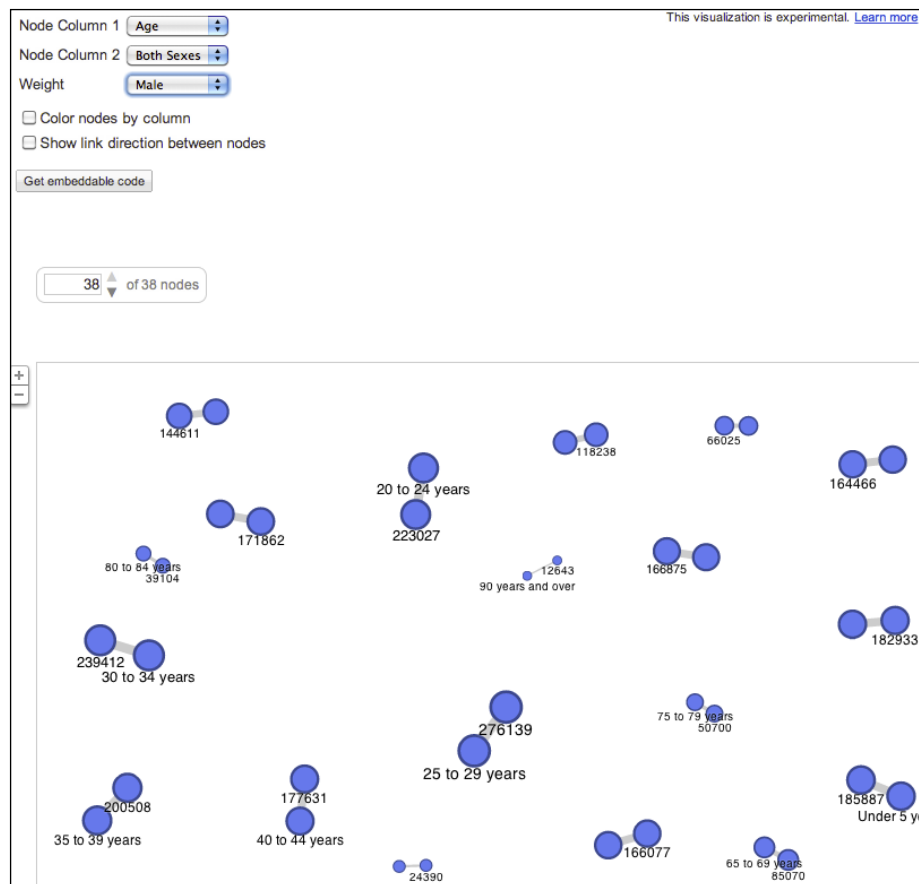 This visualization is experimental. Learn more
Node Column 1 Age
Node Column 2 Both Sexes
Weight Male
Color nodes by column
Show link direction between nodes
Get embeddable code
38 of 38 nodes
+
−
144611
118238
66025
164466
20 to 24 years
223027
171862
80 to 84 years
39104
12643
90 years and over
166875
182933
239412
30 to 34 years
276139
25 to 29 years
75 to 79 years
50700
200508
35 to 39 years
177631
40 to 44 years
185887
Under 5 ye
24390
166077
65 to 69 years
85070